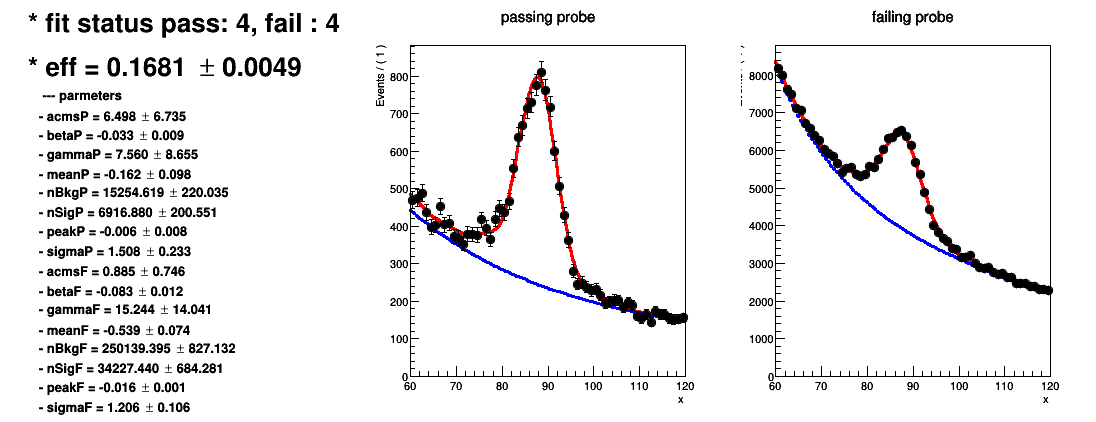 * fit status pass: 4, fail : 4
* eff = 0.1681 ± 0.0049
--- parmeters
- acmsP = 6.498 ± 6.735
- betaP = -0.033 ± 0.009
- gammaP = 7.560 ± 8.655
- meanP = -0.162 ± 0.098
- nBkgP = 15254.619 ± 220.035
- nSigP = 6916.880 ± 200.551
- peakP = -0.006 ± 0.008
- sigmaP = 1.508 ± 0.233
- acmsF = 0.885 ± 0.746
- betaF = -0.083 ± 0.012
- gammaF = 15.244 ± 14.041
- meanF = -0.539 ± 0.074
- nBkgF = 250139.395 ± 827.132
- nSigF = 34227.440 ± 684.281
- peakF = -0.016 ± 0.001
- sigmaF = 1.206 ± 0.106
passing probe
Events / ( 1 )
800
700
600
500
400
300
200
100
0
60 70 80 90 100 110 120
x
failing probe
8000
7000
6000
5000
4000
3000
2000
1000
0
60 70 80 90 100 110 120
x